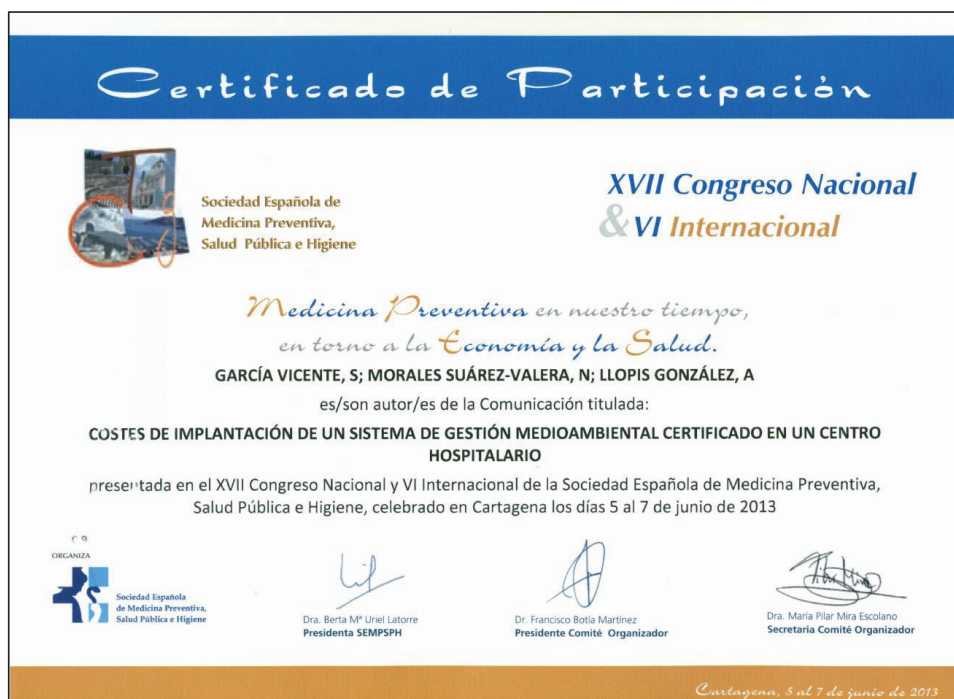 Certificado de Participación
Sociedad Española de
Medicina Preventiva,
Salud Pública e Higiene
XVII Congreso Nacional
& VI Internacional
Medicina Preventiva en nuestro tiempo,
en torno a la Economía y la Salud.
GARCÍA VICENTE, S; MORALES SUÁREZ-VALERA, N; LLOPIS GONZÁLEZ, A
es/son autor/es de la Comunicación titulada:
COSTES DE IMPLANTACIÓN DE UN SISTEMA DE GESTIÓN MEDIOAMBIENTAL CERTIFICADO EN UN CENTRO
HOSPITALARIO
presentada en el XVII Congreso Nacional y VI Internacional de la Sociedad Española de Medicina Preventiva,
Salud Pública e Higiene, celebrado en Cartagena los días 5 al 7 de junio de 2013
ORGANIZA
Sociedad Española
de Medicina Preventiva,
Salud Pública e Higiene
Dra. Berta Mª Uriel Latorre
Presidenta SEMPSPH
Dr. Francisco Botía Martínez
Presidente Comité Organizador
Dra. María Pilar Mira Escolano
Secretaria Comité Organizador
Cartagena, 5 al 7 de junio de 2013